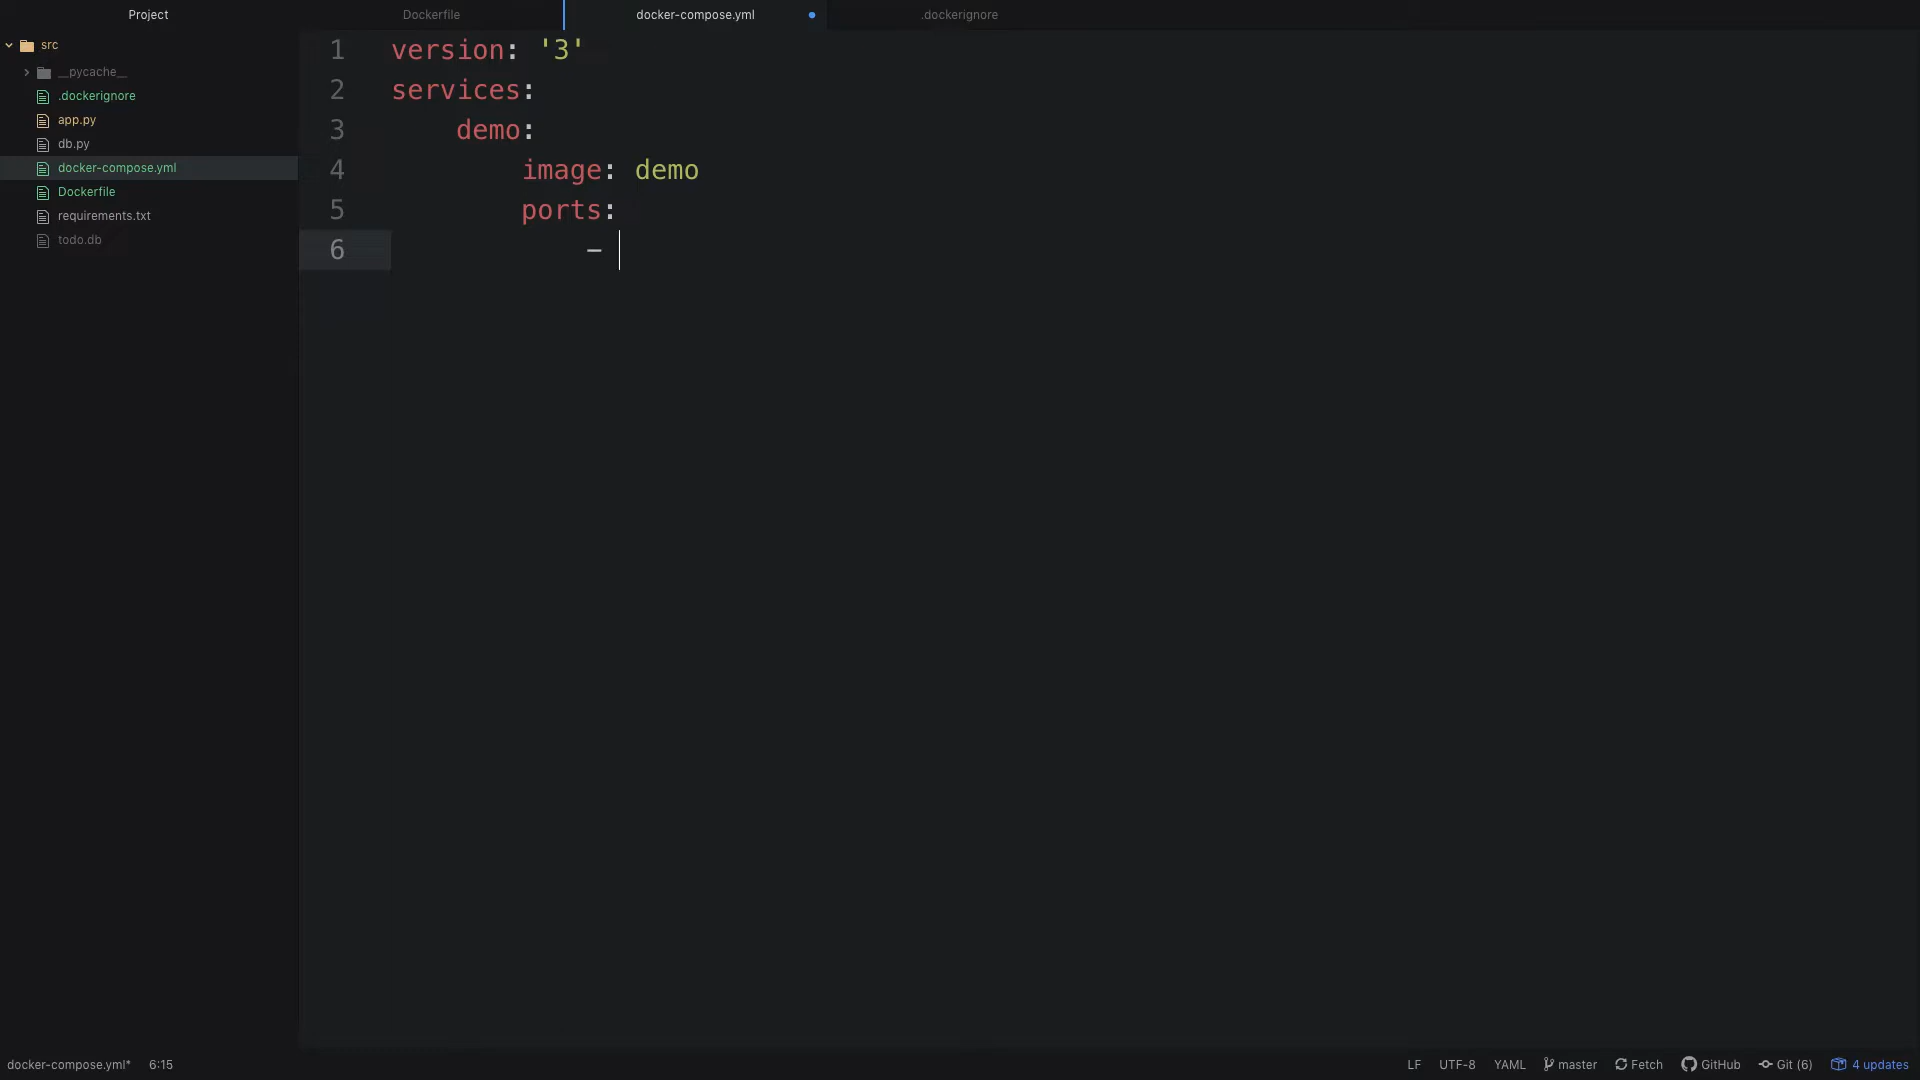 Project
Dockerfile
docker-compose.yml
.dockerignore
src
__pycache__
.dockerignore
app.py
db.py
docker-compose.yml
Dockerfile
requirements.txt
todo.db
1 version: '3'
2 services:
3 demo:
4 image: demo
5 ports:
6 -
docker-compose.yml* 6:15
LF UTF-8 YAML master Fetch GitHub Git (6) 4 updates